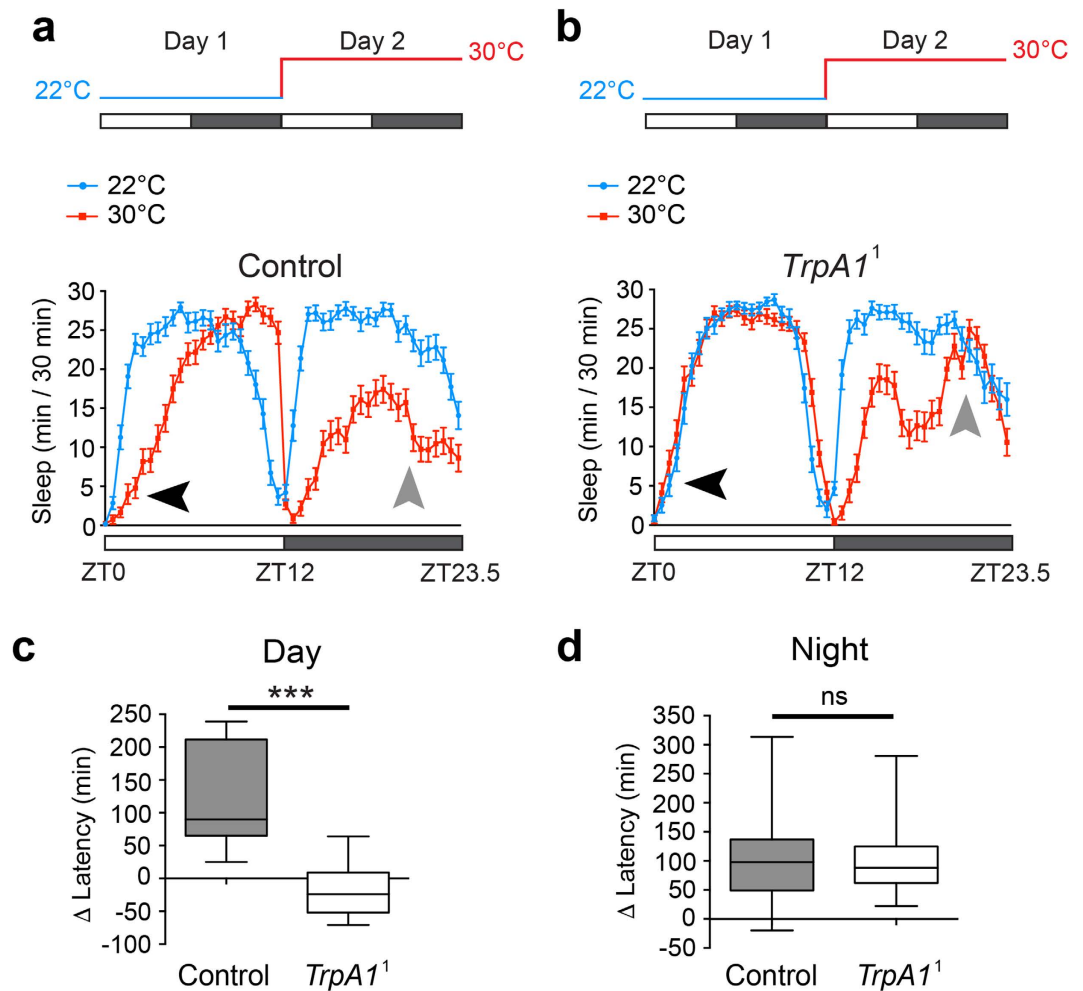 a
Day 1 Day 2
22°C 30°C
22°C
30°C
Control
Sleep (min / 30 min)
30
25
20
15
10
5
0
ZT0 ZT12 ZT23.5
b
Day 1 Day 2
22°C 30°C
22°C
30°C
TrpA1¹
Sleep (min / 30 min)
30
25
20
15
10
5
0
ZT0 ZT12 ZT23.5
c
Day
***
Δ Latency (min)
250
200
150
100
50
0
-50
-100
Control TrpA1¹
d
Night
ns
Δ Latency (min)
350
300
250
200
150
100
50
0
-50
Control TrpA1¹